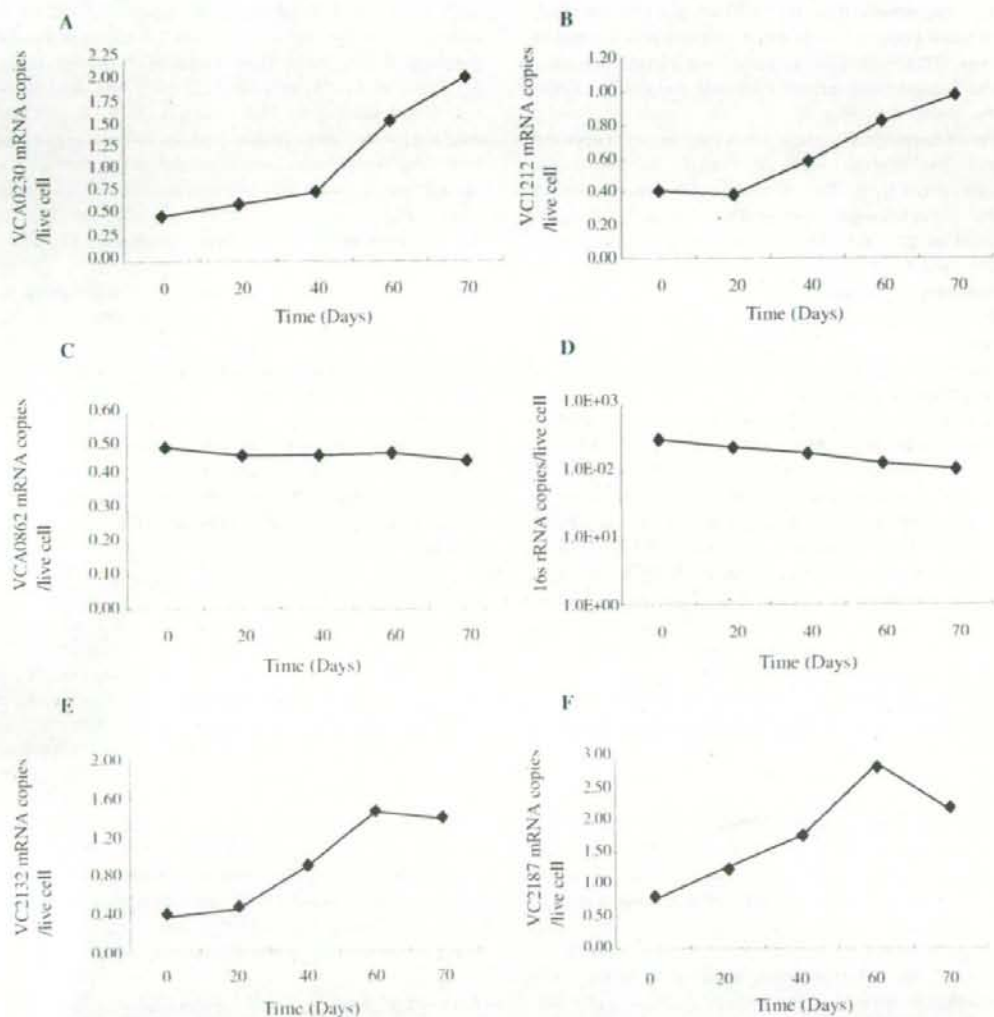 A
VCA0230 mRNA copies
/live cell
2.25
2.00
1.75
1.50
1.25
1.00
0.75
0.50
0.25
0.00
0 20 40 60 70
Time (Days)
B
VC1212 mRNA copies
/live cell
1.20
1.00
0.80
0.60
0.40
0.20
0.00
0 20 40 60 70
Time (Days)
C
VCA0862 mRNA copies
/live cell
0.60
0.50
0.40
0.30
0.20
0.10
0.00
0 20 40 60 70
Time (Days)
D
16s rRNA copies/live cell
1.0E+03
1.0E-02
1.0E+01
1.0E+00
0 20 40 60 70
Time (Days)
E
VC2132 mRNA copies
/live cell
2.00
1.60
1.20
0.80
0.40
0.00
0 20 40 60 70
Time (Days)
F
VC2187 mRNA copies
/live cell
3.00
2.50
2.00
1.50
1.00
0.50
0.00
0 20 40 60 70
Time (Days)